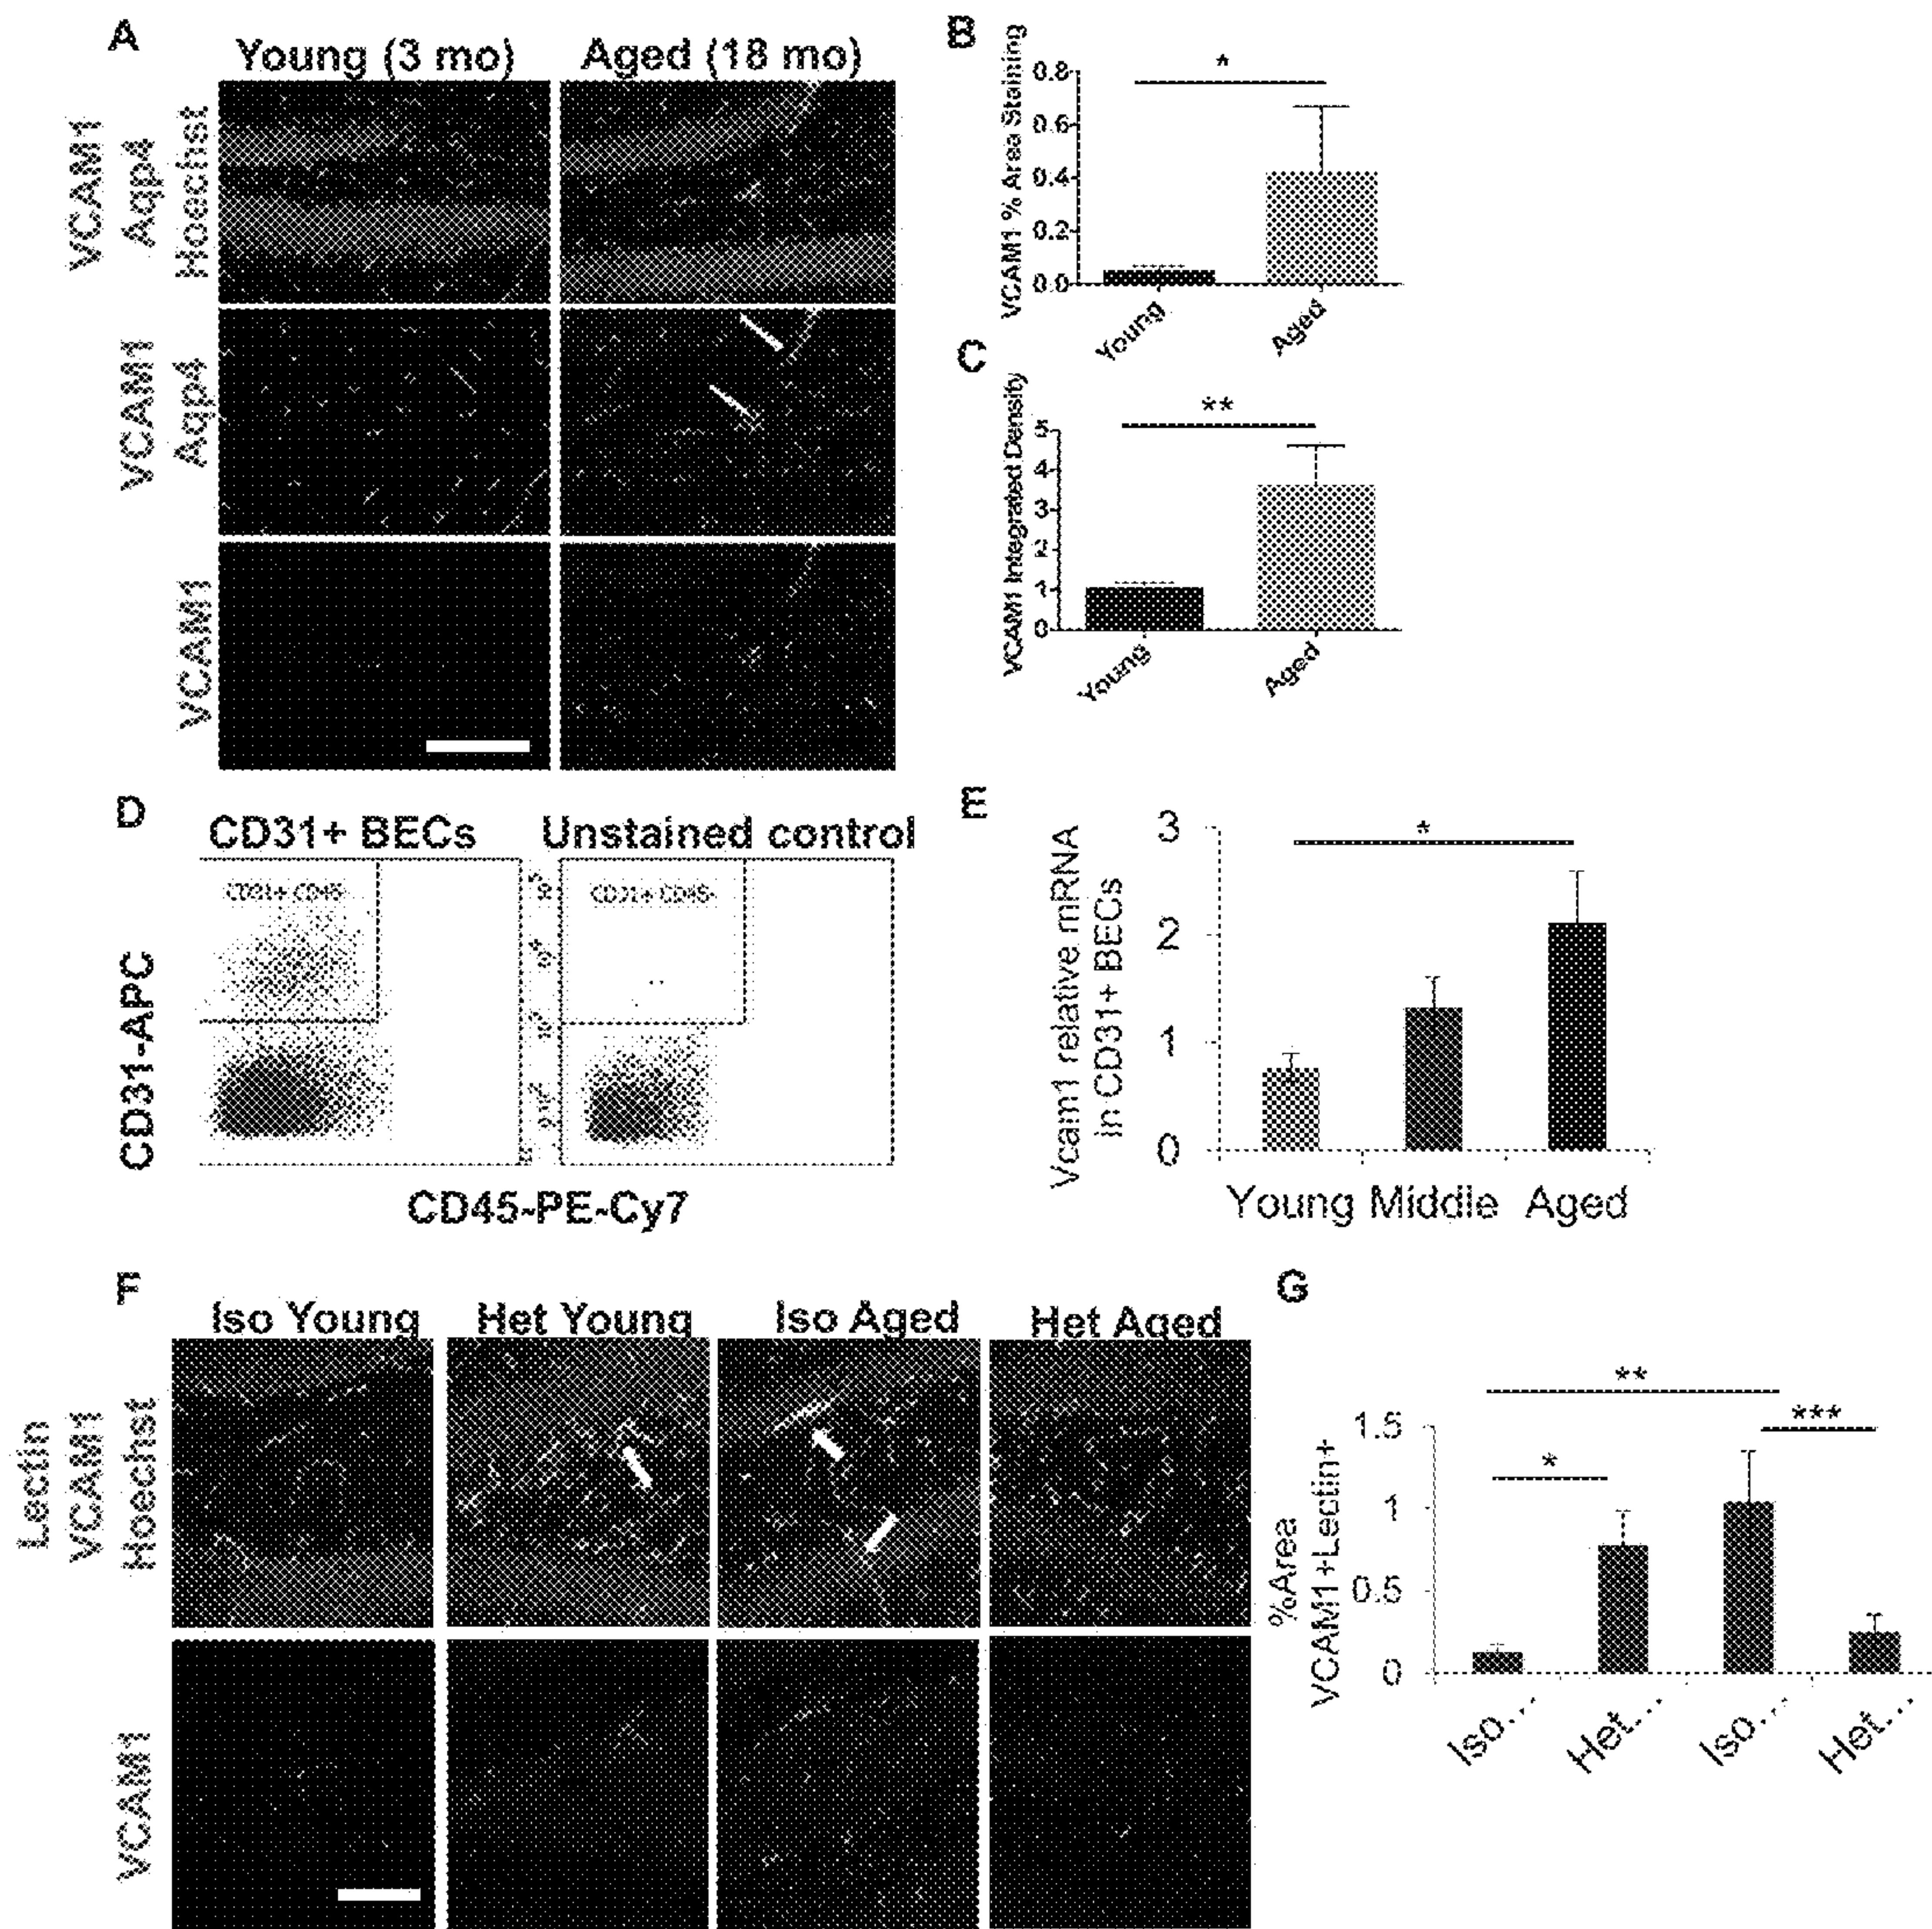 A
Young (3 mo)
Aged (18 mo)
VCAM1
Aqp4
Hoechst
VCAM1
Aqp4
VCAM1
B
VCAM1 % Area Staining
0.8
0.6
0.4
0.2
0.0
*
Young
Aged
C
VCAM1 Integrated Density
5
4
3
2
1
0
**
Young
Aged
D
CD31+ BECs
Unstained control
CD31+ CD45-
CD31+ CD45-
CD31-APC
CD45-PE-Cy7
E
Vcam1 relative mRNA
in CD31+ BECs
3
2
1
0
*
Young Middle Aged
F
Iso Young
Het Young
Iso Aged
Het Aged
Lectin
VCAM1
Hoechst
VCAM1
G
%Area
VCAM1+Lectin+
1.5
1
0.5
0
**
***
*
Iso...
Het...
Iso...
Het...